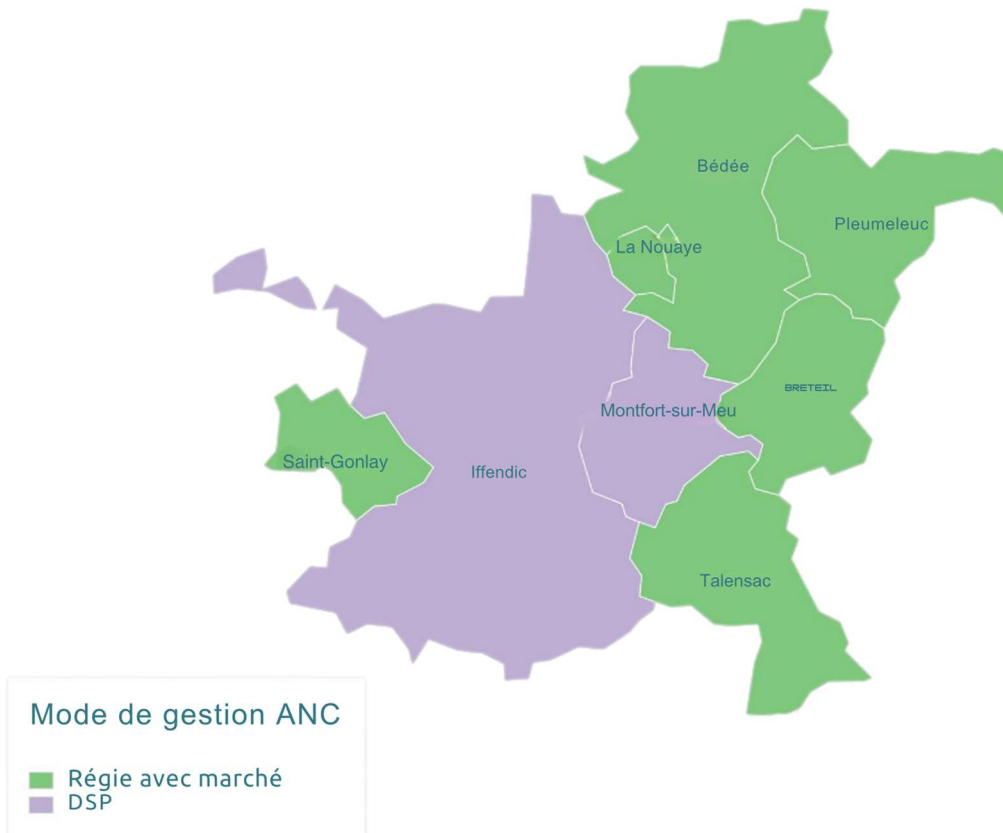 Bédée
Pleumeleuc
La Nouaye
BRETEIL
Montfort-sur-Meu
Saint-Gonlay
Iffendic
Talensac
Mode de gestion ANC
Régie avec marché
DSP